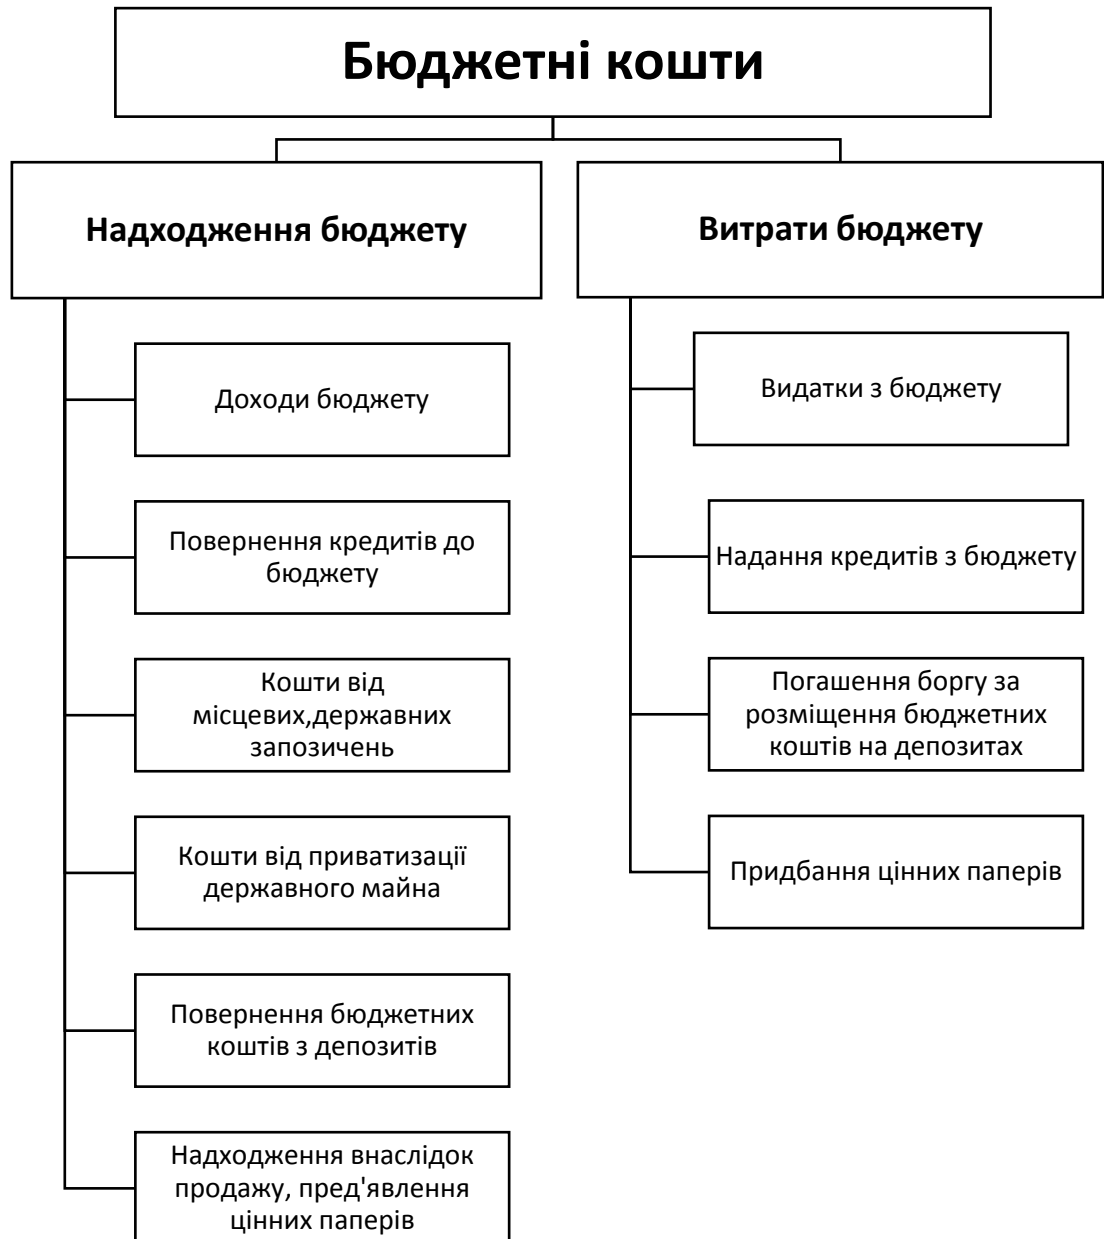 Бюджетні кошти
Надходження бюджету
Доходи бюджету
Повернення кредитів до
бюджету
Кошти від
місцевих,державних
запозичень
Кошти від приватизації
державного майна
Повернення бюджетних
коштів з депозитів
Надходження внаслідок
продажу, пред'явлення
цінних паперів
Витрати бюджету
Видатки з бюджету
Надання кредитів з бюджету
Погашення боргу за
розміщення бюджетних
коштів на депозитах
Придбання цінних паперів